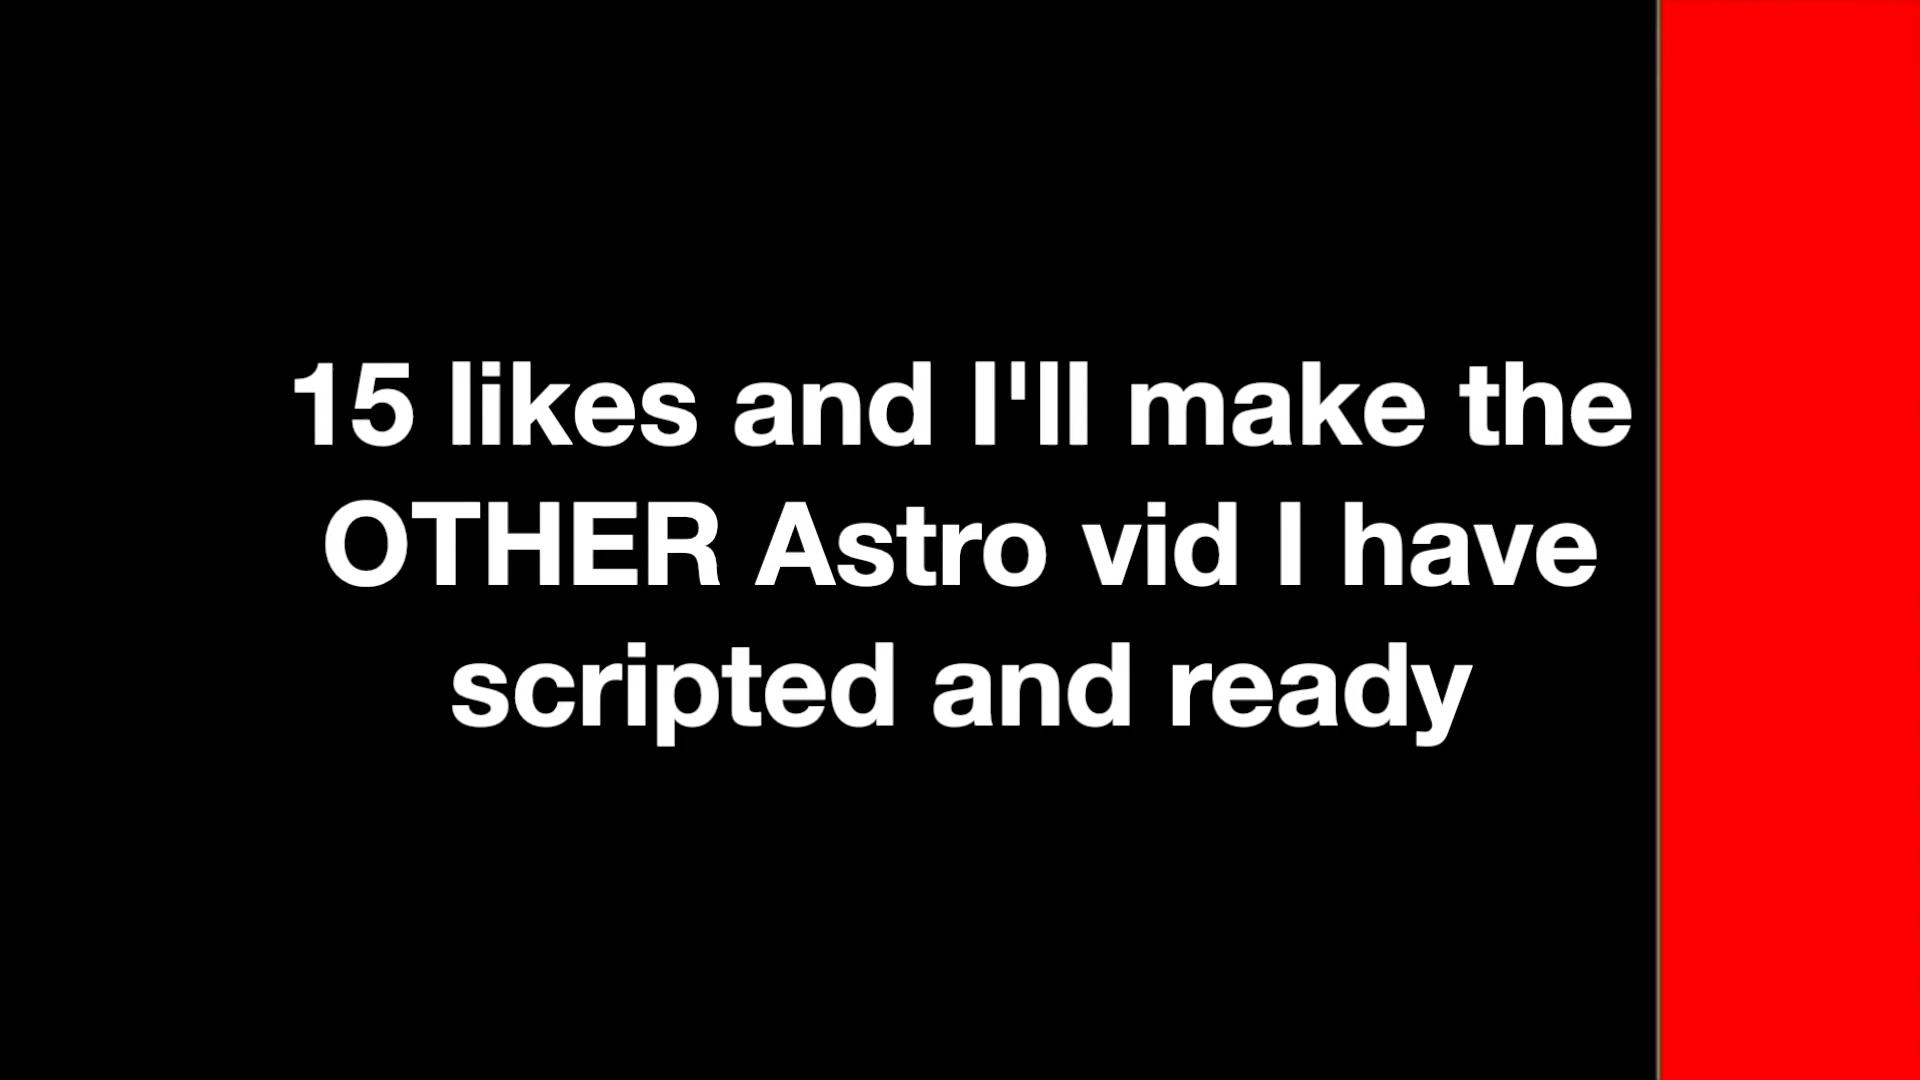 15 likes and I'll make the
OTHER Astro vid I have
scripted and ready